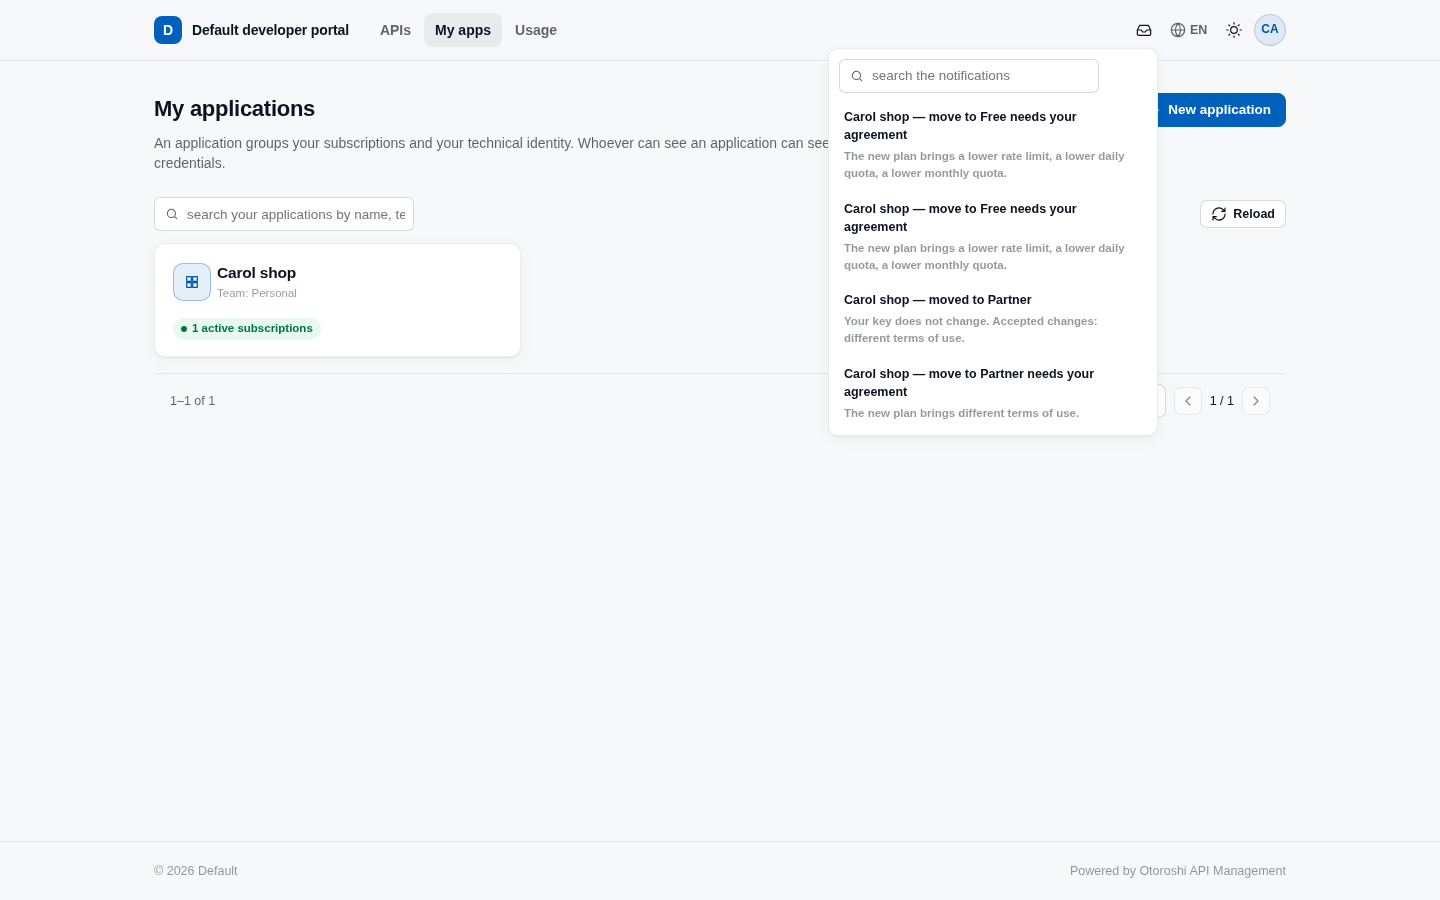 D Default developer portal APIs My apps Usage EN CA
search the notifications
My applications
New application
Carol shop — move to Free needs your
agreement
The new plan brings a lower rate limit, a lower daily
quota, a lower monthly quota.
An application groups your subscriptions and your technical identity. Whoever can see an application can see
credentials.
search your applications by name, te
Reload
Carol shop — move to Free needs your
agreement
The new plan brings a lower rate limit, a lower daily
quota, a lower monthly quota.
Carol shop
Team: Personal
1 active subscriptions
Carol shop — moved to Partner
Your key does not change. Accepted changes:
different terms of use.
Carol shop — move to Partner needs your
agreement
The new plan brings different terms of use.
1–1 of 1
1 / 1
© 2026 Default
Powered by Otoroshi API Management